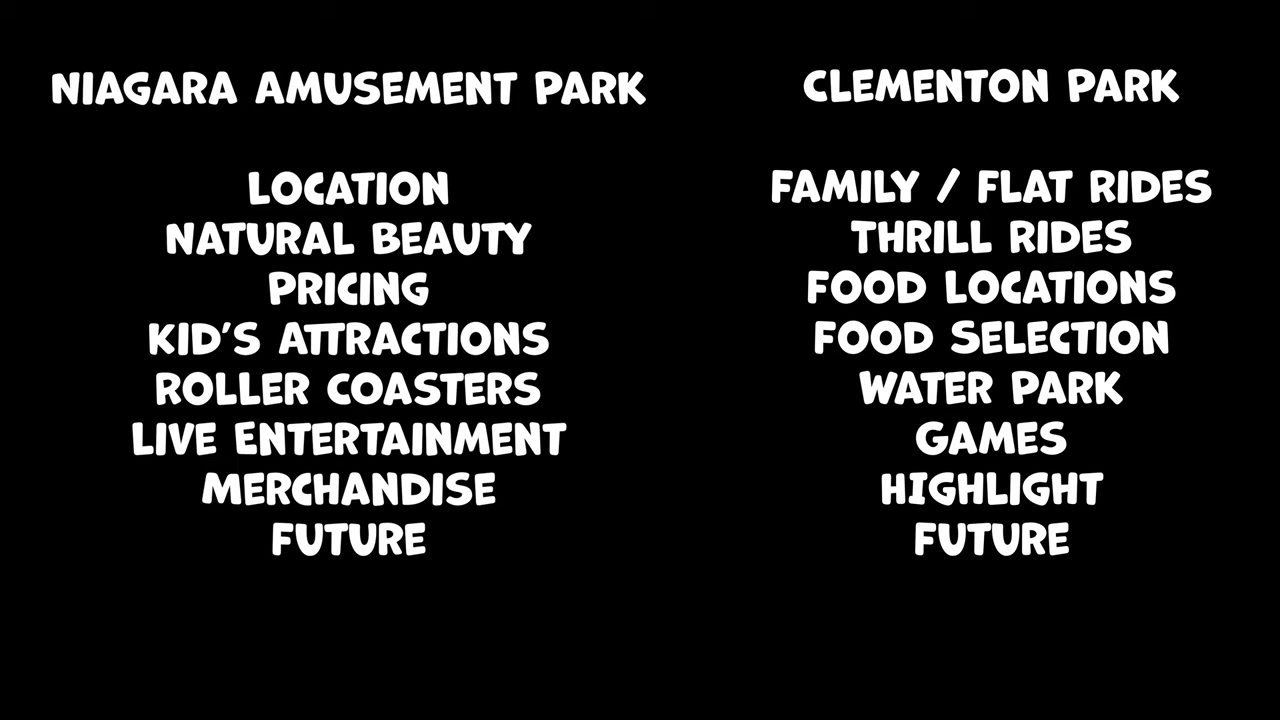 NIAGARA AMUSEMENT PARK
LOCATION
NATURAL BEAUTY
PRICING
KID'S ATTRACTIONS
ROLLER COASTERS
LIVE ENTERTAINMENT
MERCHANDISE
FUTURE
CLEMENTON PARK
FAMILY / FLAT RIDES
THRILL RIDES
FOOD LOCATIONS
FOOD SELECTION
WATER PARK
GAMES
HIGHLIGHT
FUTURE